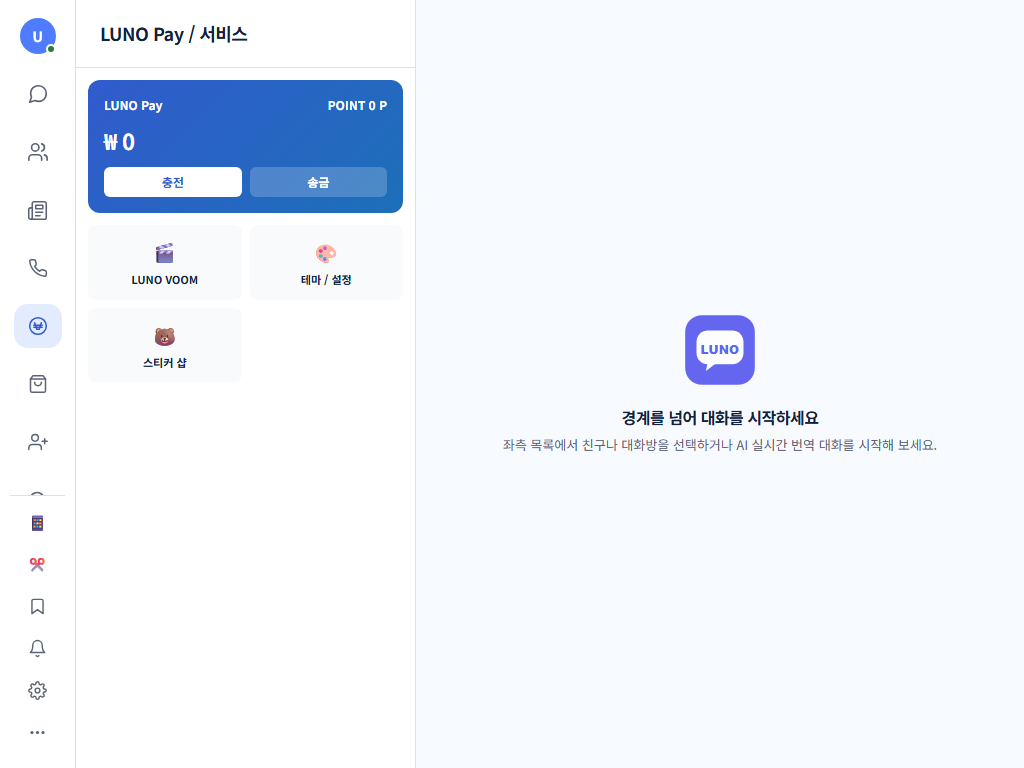 U
LUNO Pay / 서비스
LUNO Pay
POINT 0 P
₩ 0
충전
송금
LUNO VOOM
테마 / 설정
스티커 샵
LUNO
경계를 넘어 대화를 시작하세요
좌측 목록에서 친구나 대화방을 선택하거나 AI 실시간 번역 대화를 시작해 보세요.